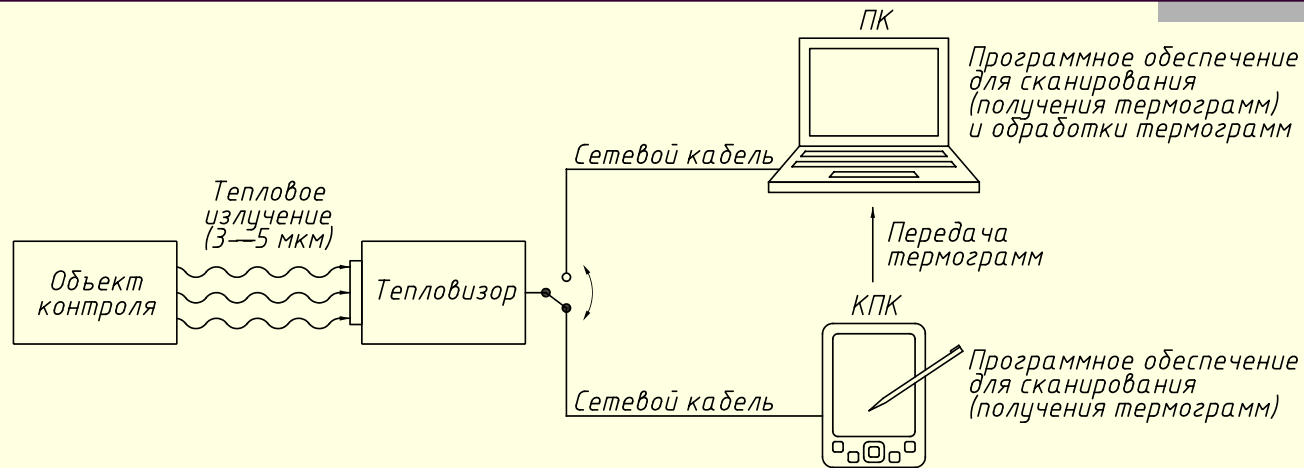 ПК
Программное обеспечение
для сканирования
(получения термограмм)
и обработки термограмм
Сетевой кабель
Тепловое
излучение
(3—5 мкм)
Объект
контроля
Тепловизор
Передача
термограмм
КПК
Программное обеспечение
для сканирования
(получения термограмм)
Сетевой кабель